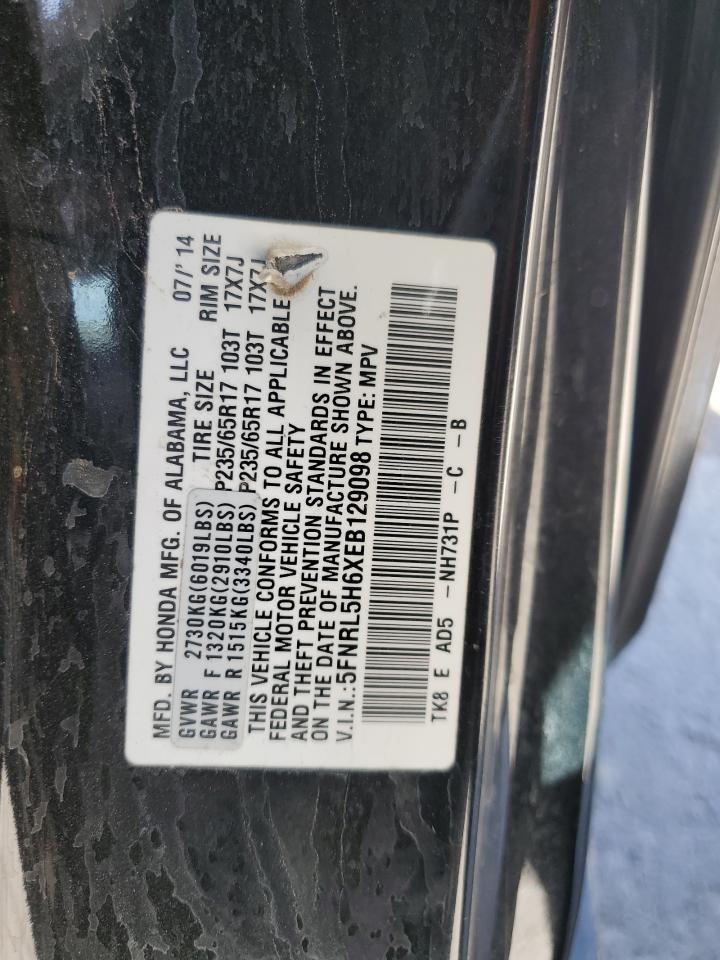 MFD. BY HONDA MFG. OF ALABAMA, LLC 07/'14
GVWR 2730KG(6019LBS) TIRE SIZE RIM SIZE
GAWR F 1320KG(2910LBS) P235/65R17 103T 17X7J
GAWR R 1515KG(3340LBS) P235/65R17 103T 17X7J
THIS VEHICLE CONFORMS TO ALL APPLICABLE
FEDERAL MOTOR VEHICLE SAFETY
AND THEFT PREVENTION STANDARDS IN EFFECT
ON THE DATE OF MANUFACTURE SHOWN ABOVE.
V.I.N.:5FNRL5H6XEB129098 TYPE: MPV
TK8 E AD5 -NH731P -C -B